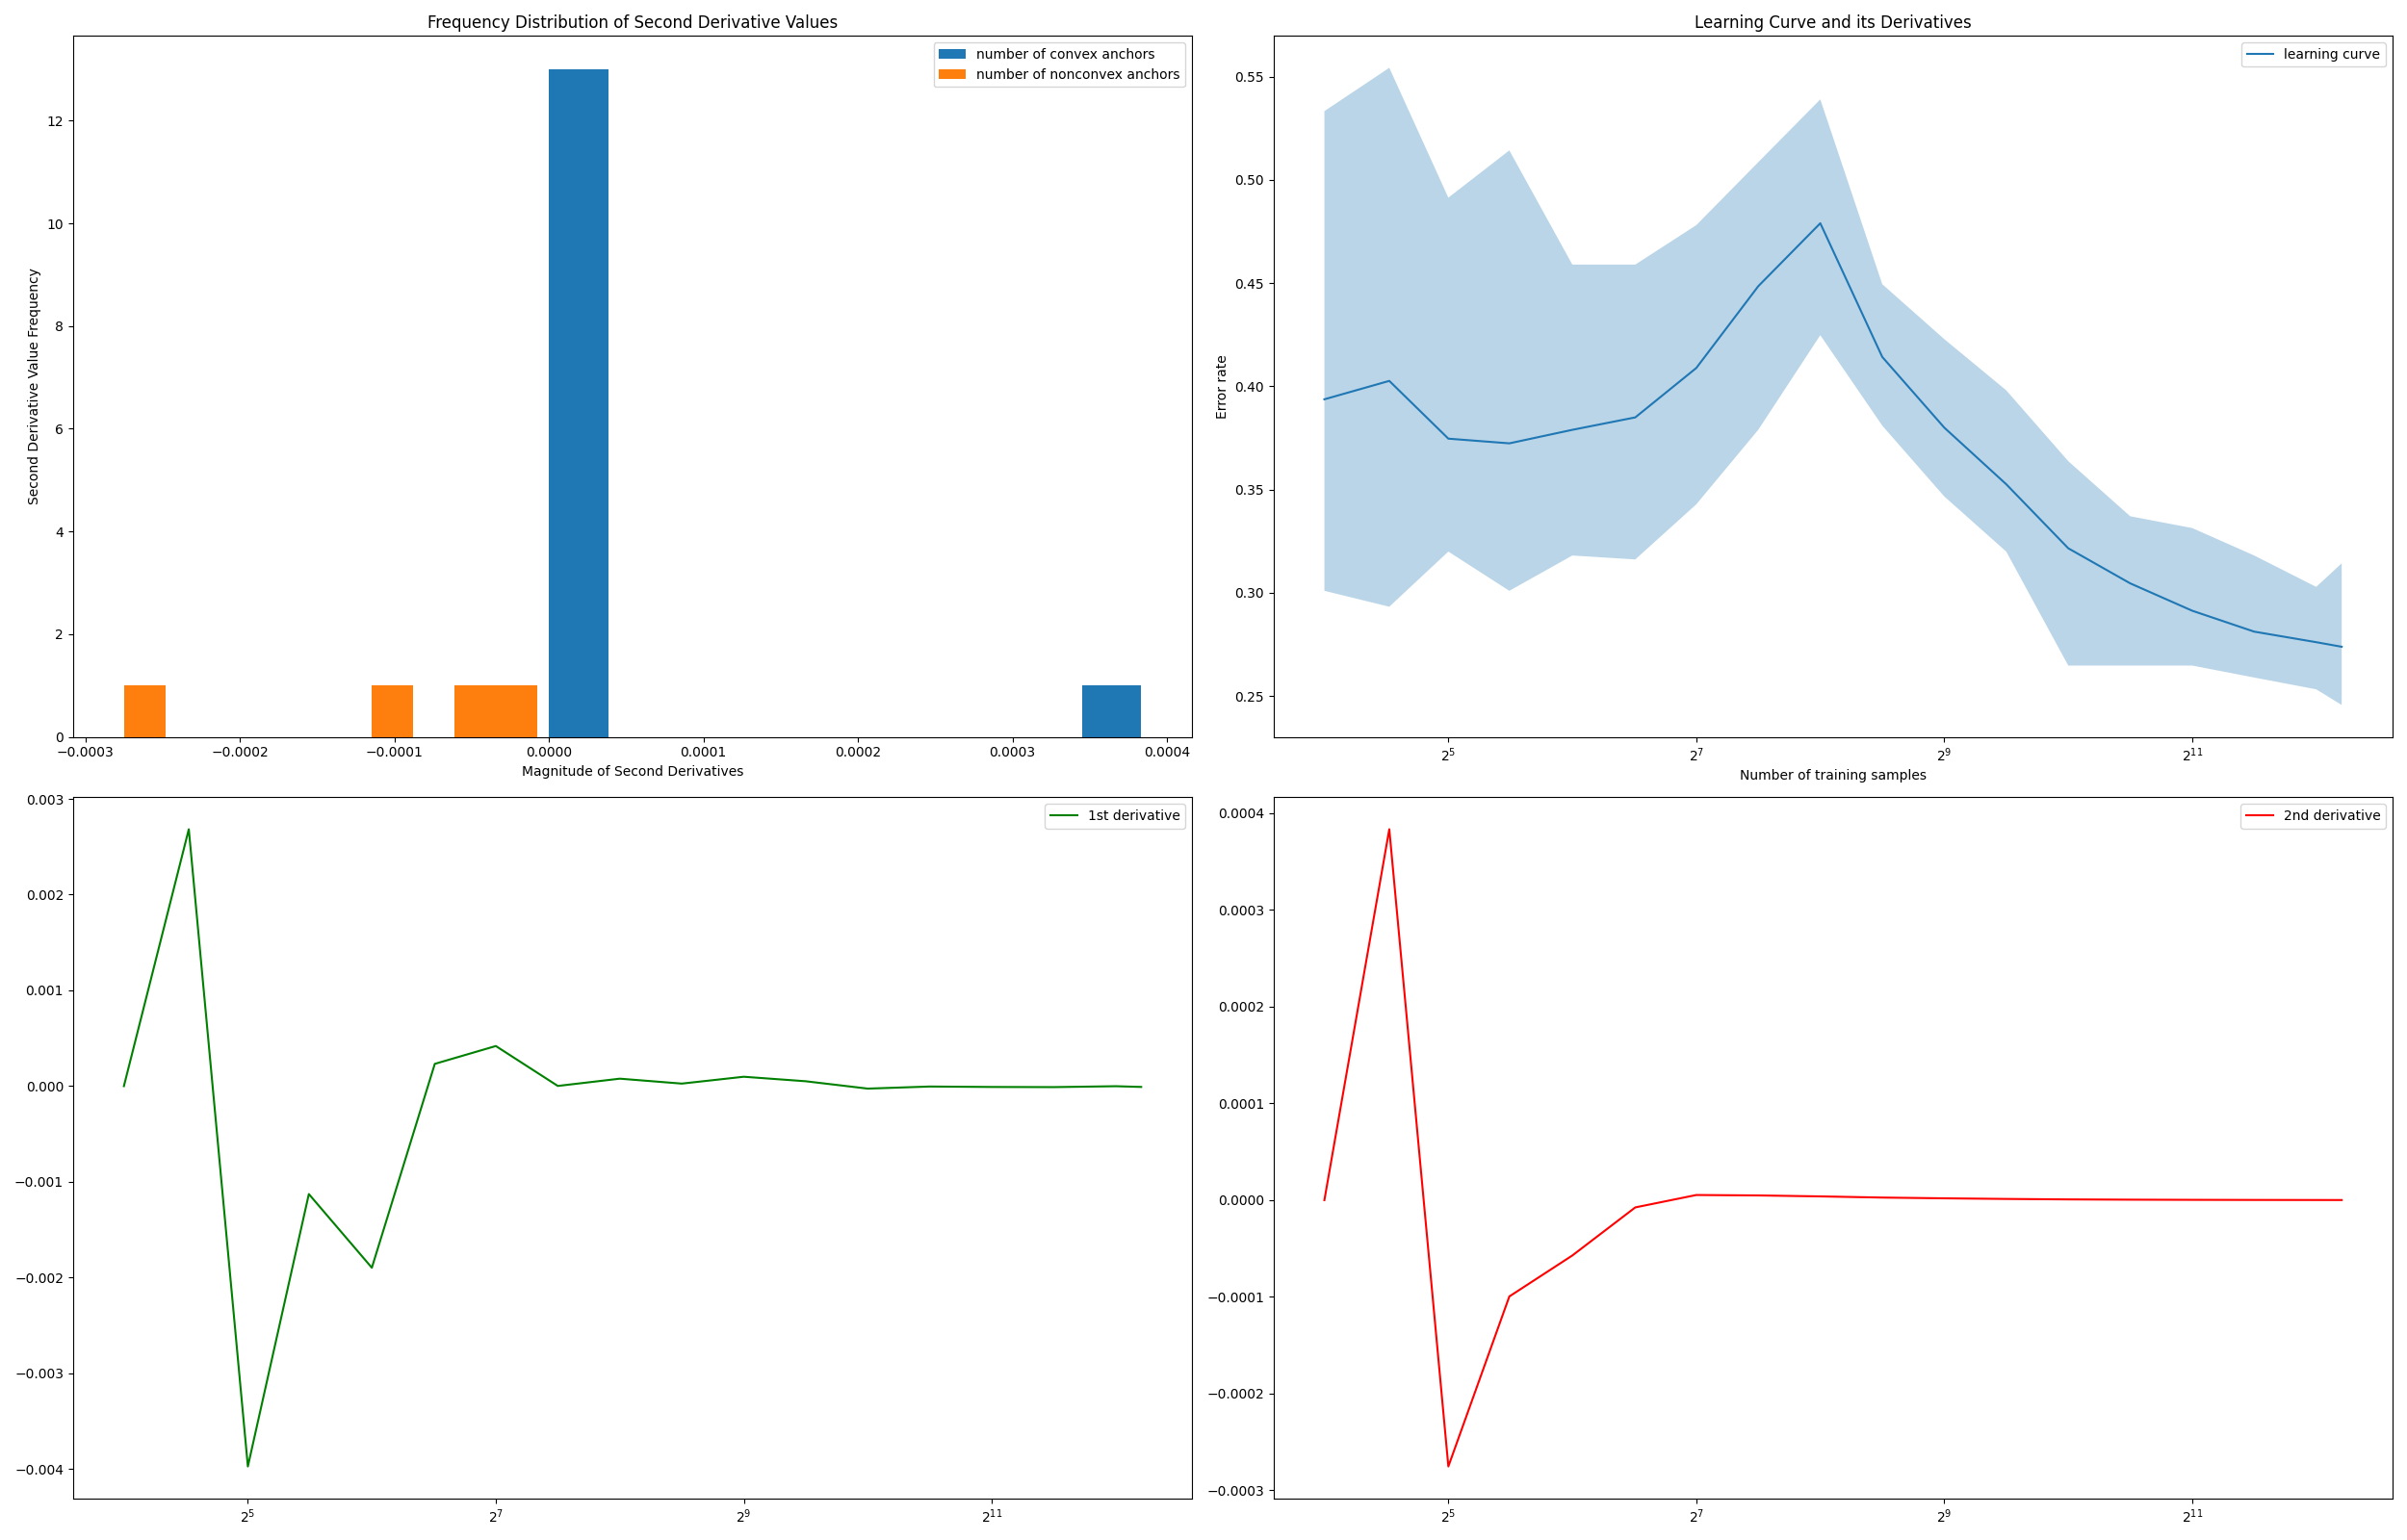 Frequency Distribution of Second Derivative Values
number of convex anchors
number of nonconvex anchors
Second Derivative Value Frequency
12
10
8
6
4
2
0
−0.0003 −0.0002 −0.0001 0.0000 0.0001 0.0002 0.0003 0.0004
Magnitude of Second Derivatives
Learning Curve and its Derivatives
learning curve
Error rate
0.55
0.50
0.45
0.40
0.35
0.30
0.25
2^5 2^7 2^9 2^11
Number of training samples
1st derivative
0.003
0.002
0.001
0.000
−0.001
−0.002
−0.003
−0.004
2^5 2^7 2^9 2^11
2nd derivative
0.0004
0.0003
0.0002
0.0001
0.0000
−0.0001
−0.0002
−0.0003
2^5 2^7 2^9 2^11